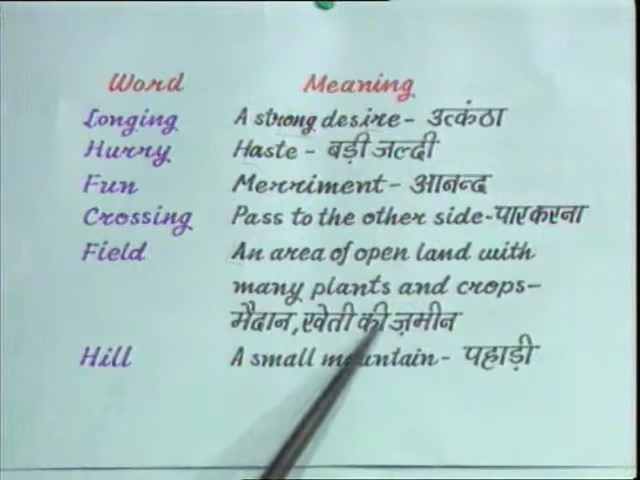 Word Meaning
Longing A strong desire - उत्कंठा
Hurry Haste - बड़ी जल्दी
Fun Merriment - आनन्द
Crossing Pass to the other side - पार करना
Field An area of open land with
many plants and crops -
मैदान, खेती की ज़मीन
Hill A small mountain - पहाड़ी